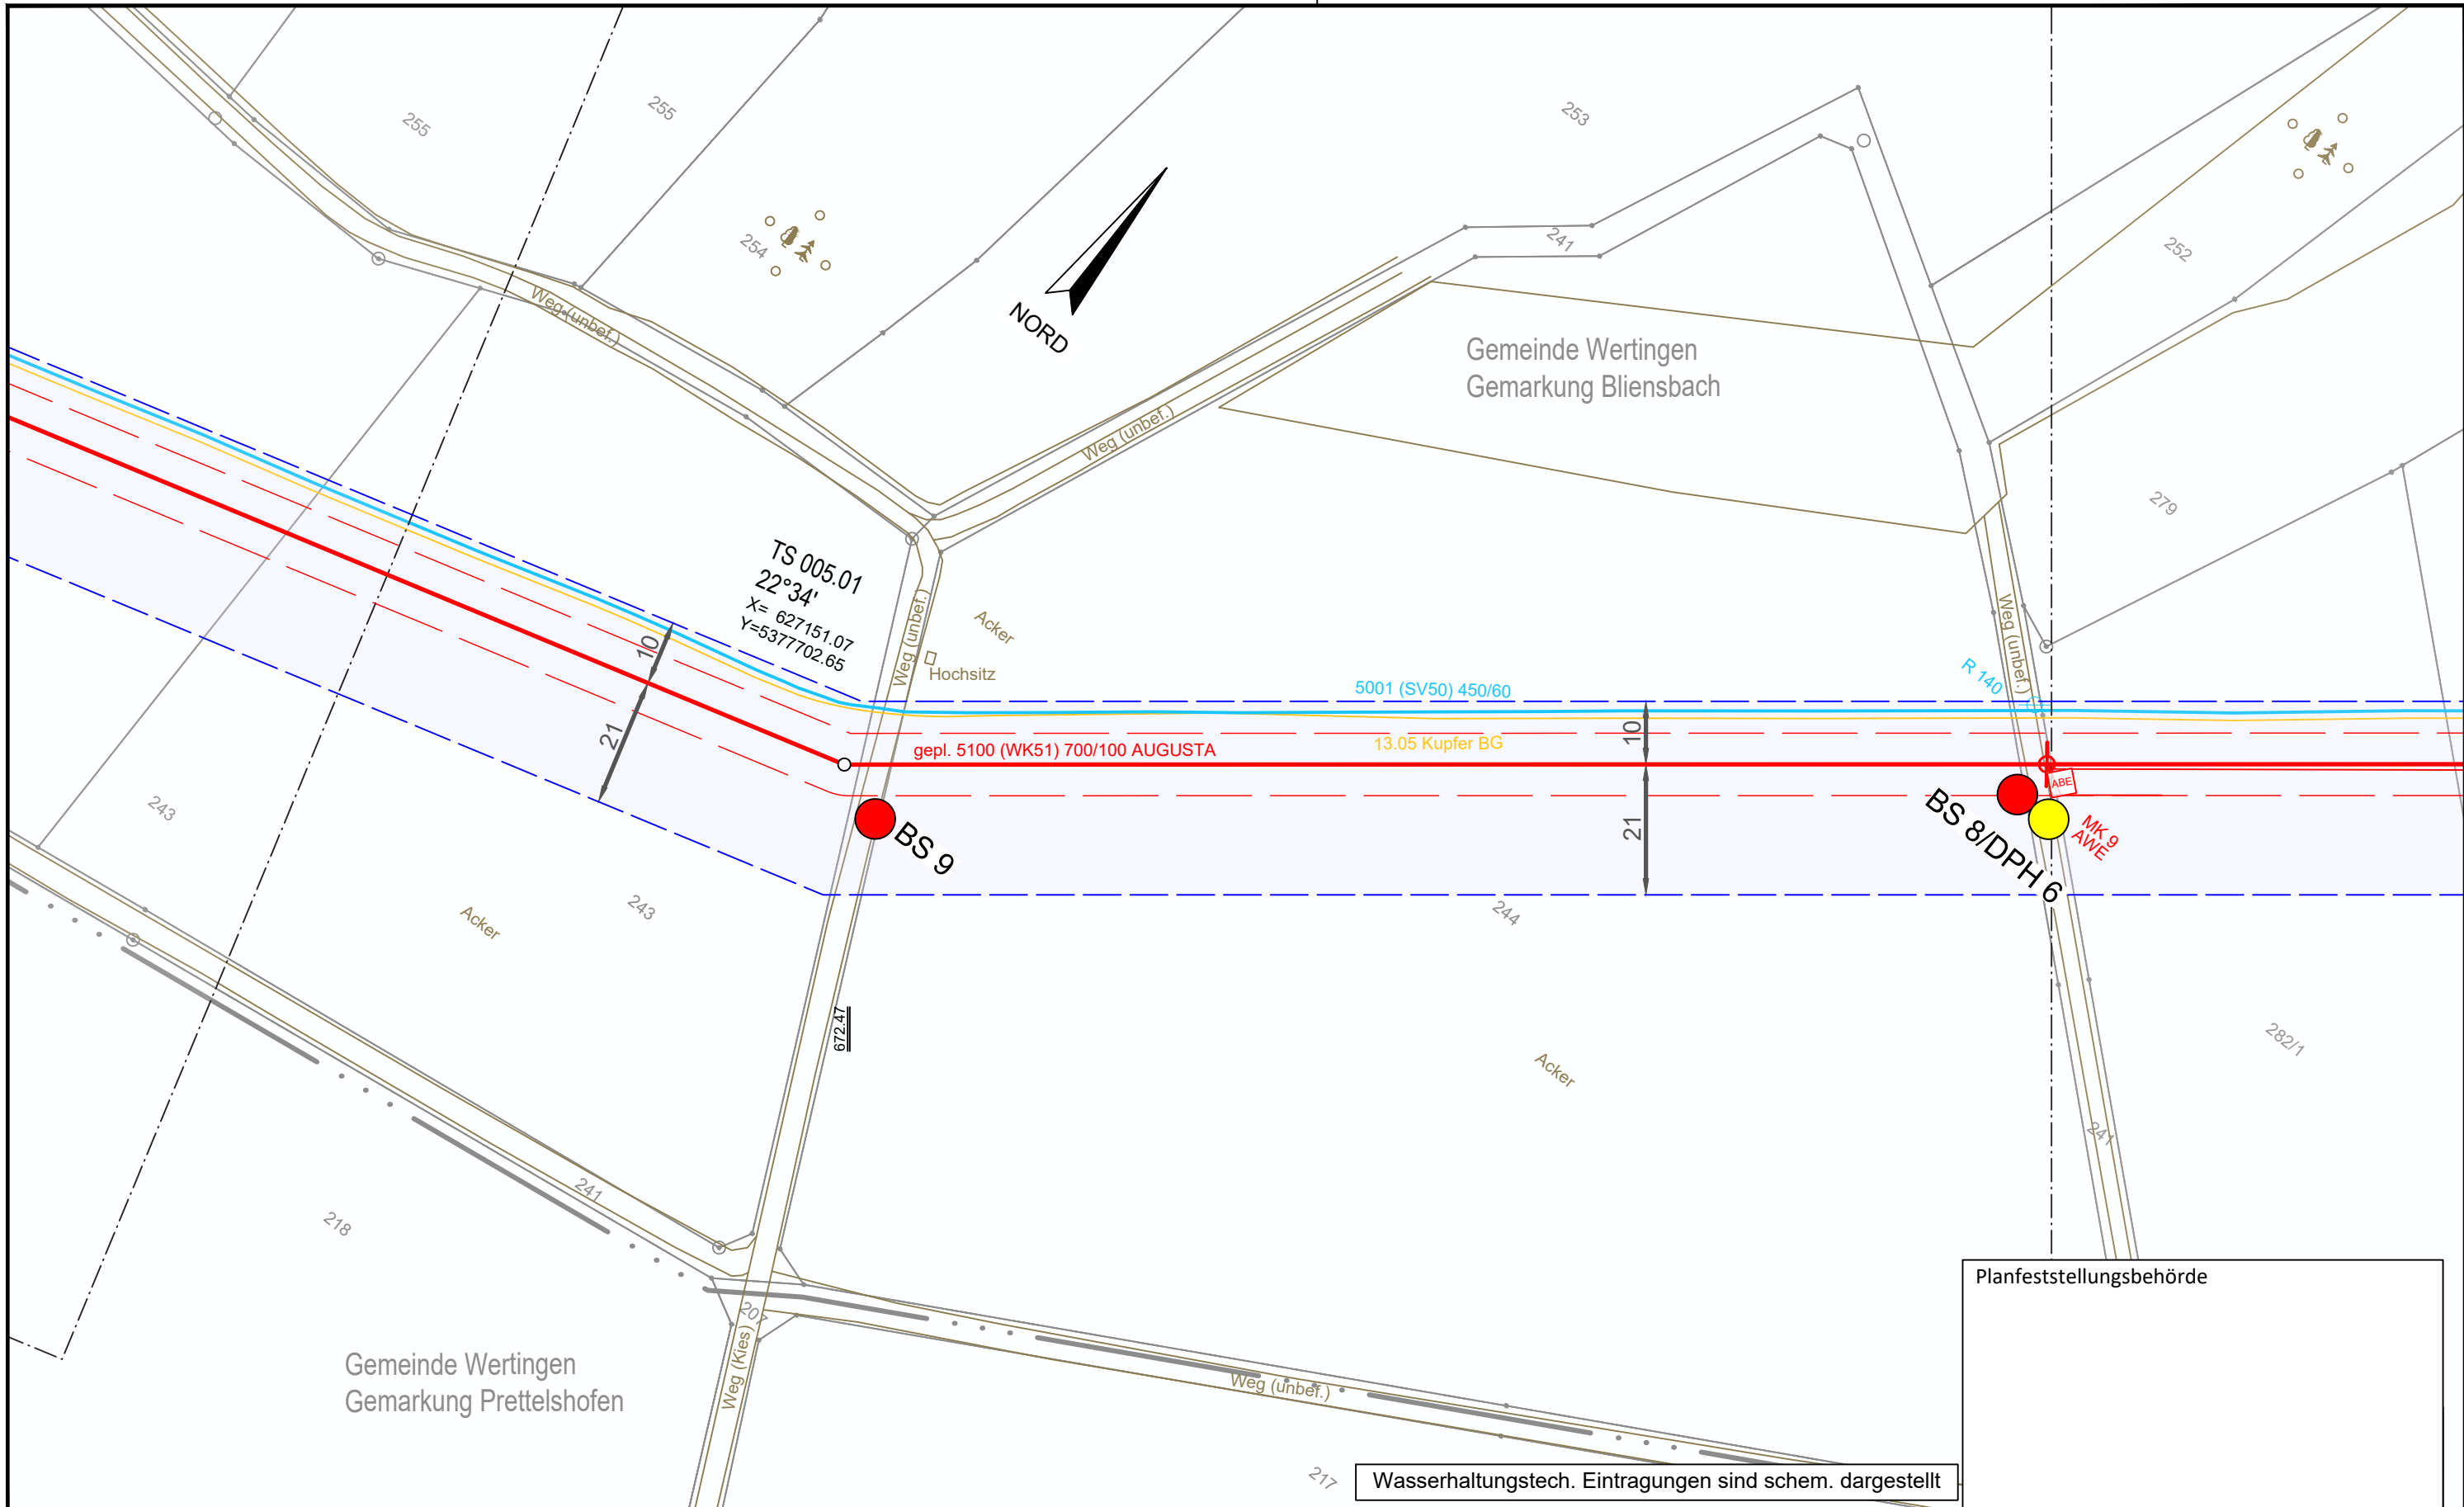 255
255
253
254
241
252
NORD
Weg (unbef.)
Gemeinde Wertingen
Gemarkung Bliensbach
Weg (unbef.)
279
TS 005.01
22°34'
X= 627151.07
Y=5377702.65
Weg (unbef.)
Acker
Hochsitz
Weg (unbef.)
R 140
5001 (SV50) 450/60
10
10
21
gepl. 5100 (WK51) 700/100 AUGUSTA
13.05 Kupfer BG
ABE
21
BS 9
BS 8/DPH 6
MK 9
AWE
243
243
Acker
244
672.47
Acker
282/1
241
241
218
207
Weg (Kies)
Gemeinde Wertingen
Gemarkung Prettelshofen
Weg (unbef.)
217
Planfeststellungsbehörde
Wasserhaltungstech. Eintragungen sind schem. dargestellt